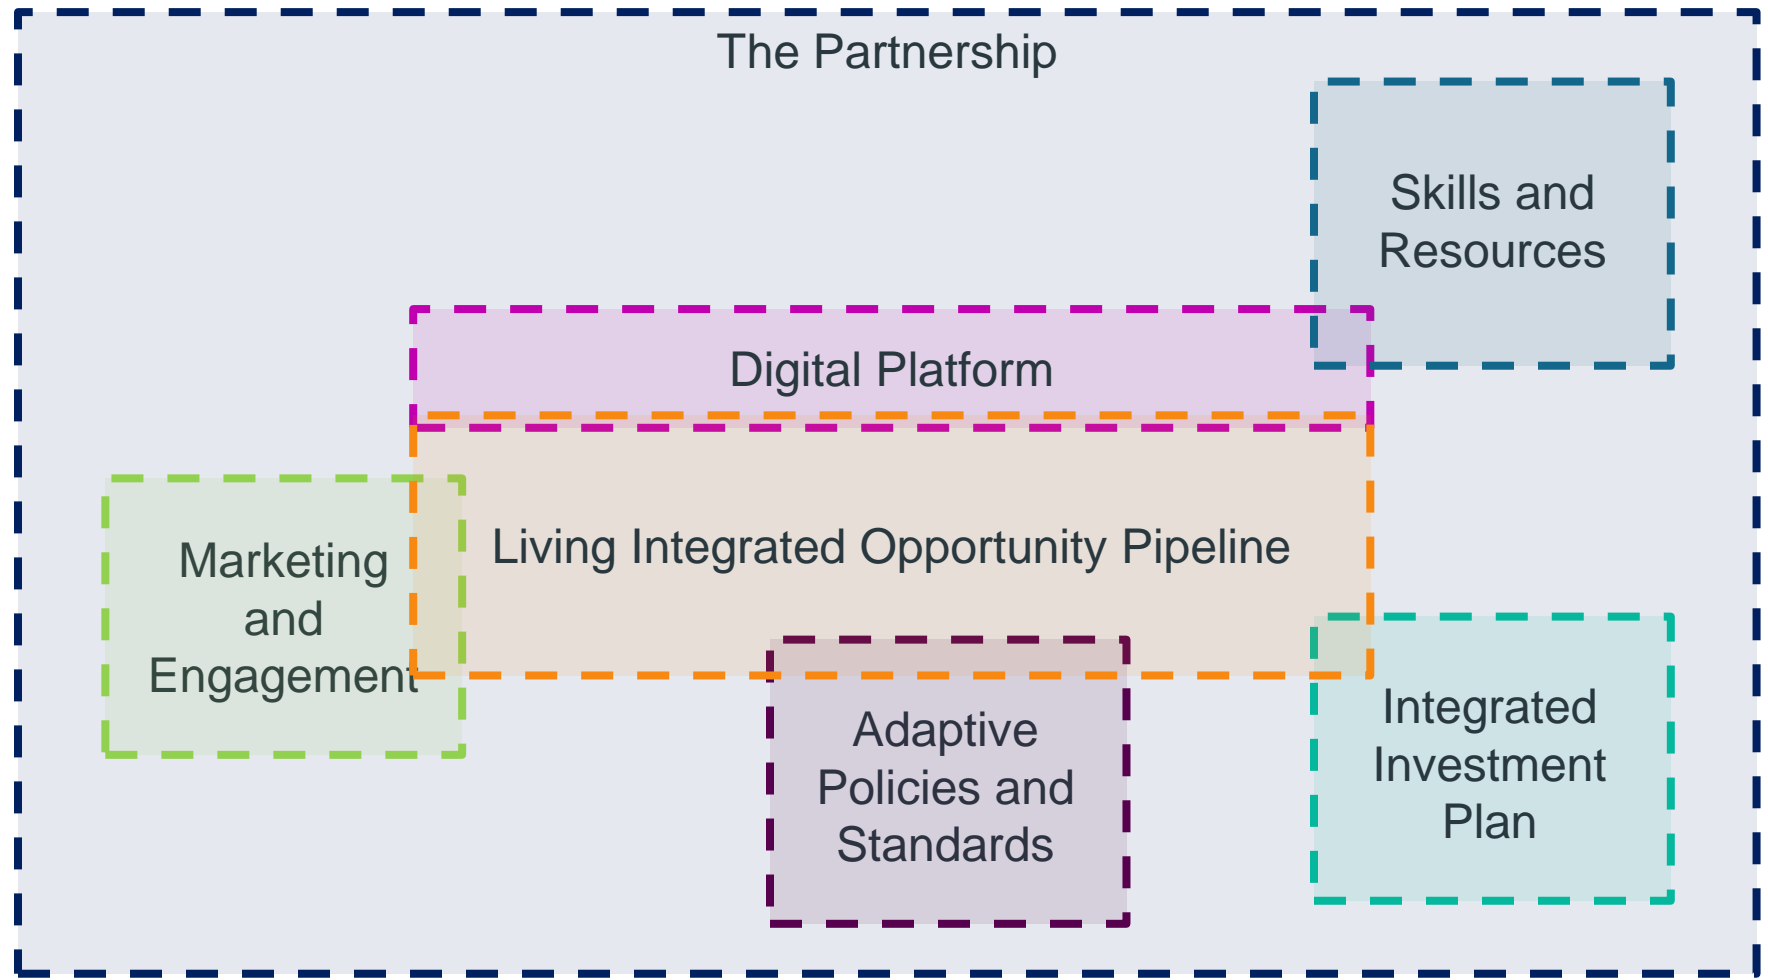 The Partnership
Skills and
Resources
Digital Platform
Living Integrated Opportunity Pipeline
Marketing
and
Engagement
Adaptive
Policies and
Standards
Integrated
Investment
Plan